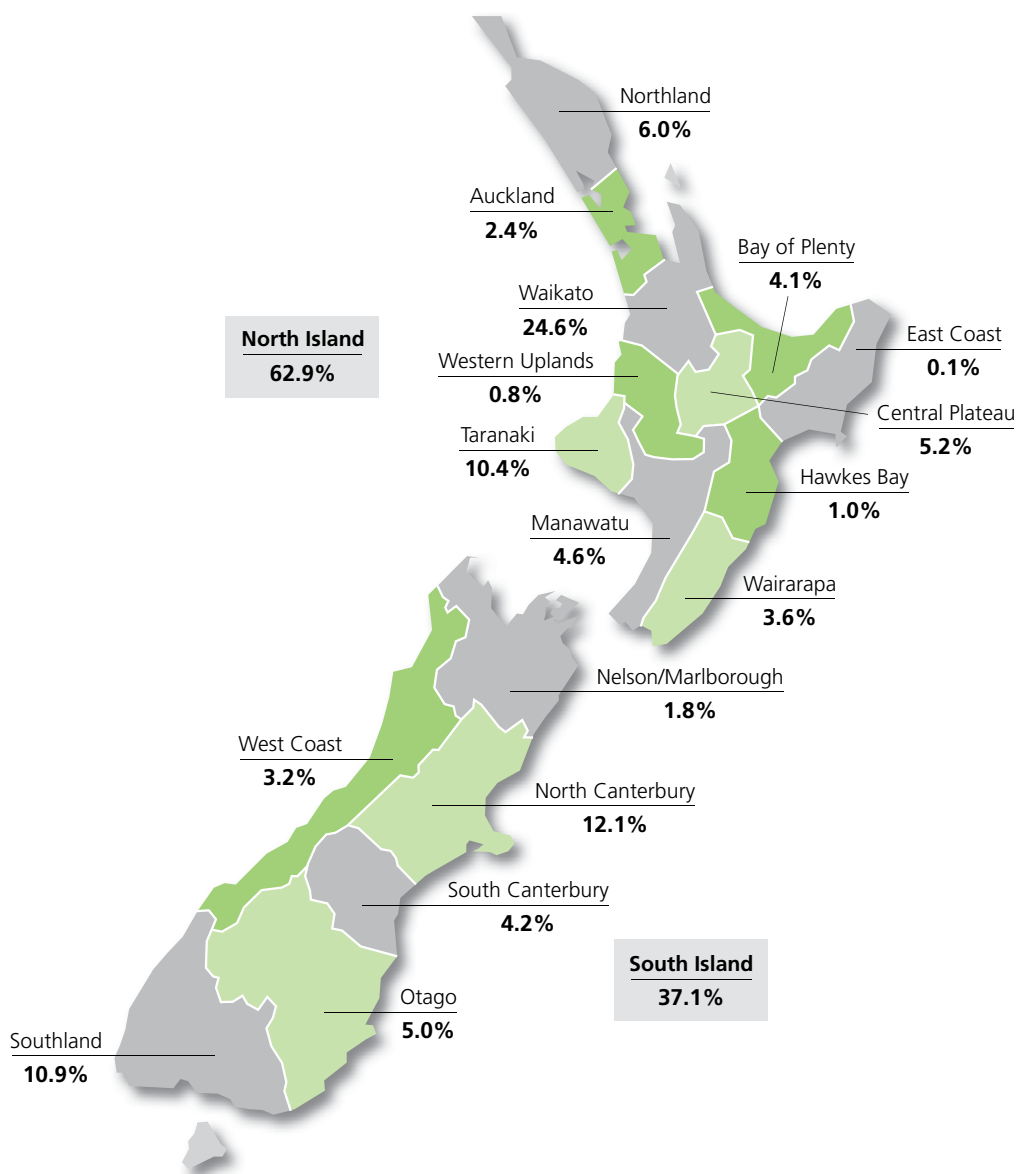 Northland
6.0%
Auckland
2.4%
Bay of Plenty
4.1%
Waikato
24.6%
East Coast
0.1%
North Island
62.9%
Western Uplands
0.8%
Central Plateau
5.2%
Taranaki
10.4%
Hawkes Bay
1.0%
Manawatu
4.6%
Wairarapa
3.6%
Nelson/Marlborough
1.8%
West Coast
3.2%
North Canterbury
12.1%
South Canterbury
4.2%
South Island
37.1%
Otago
5.0%
Southland
10.9%